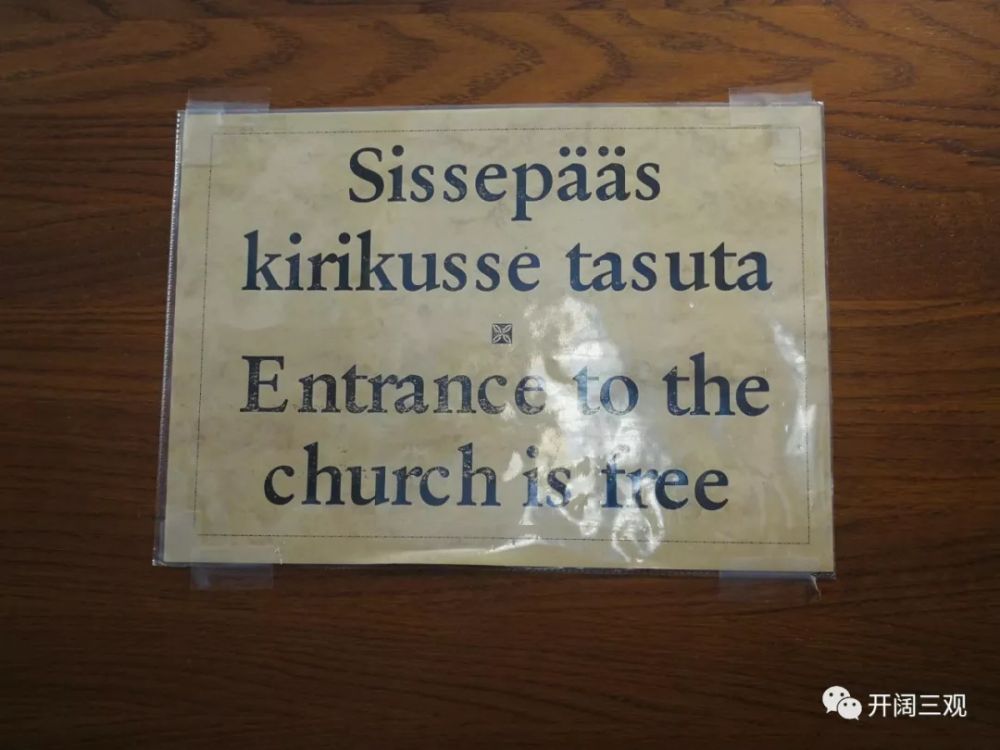 Sissepääs
kirikusse tasuta
Entrance to the
church is free
开阔三观